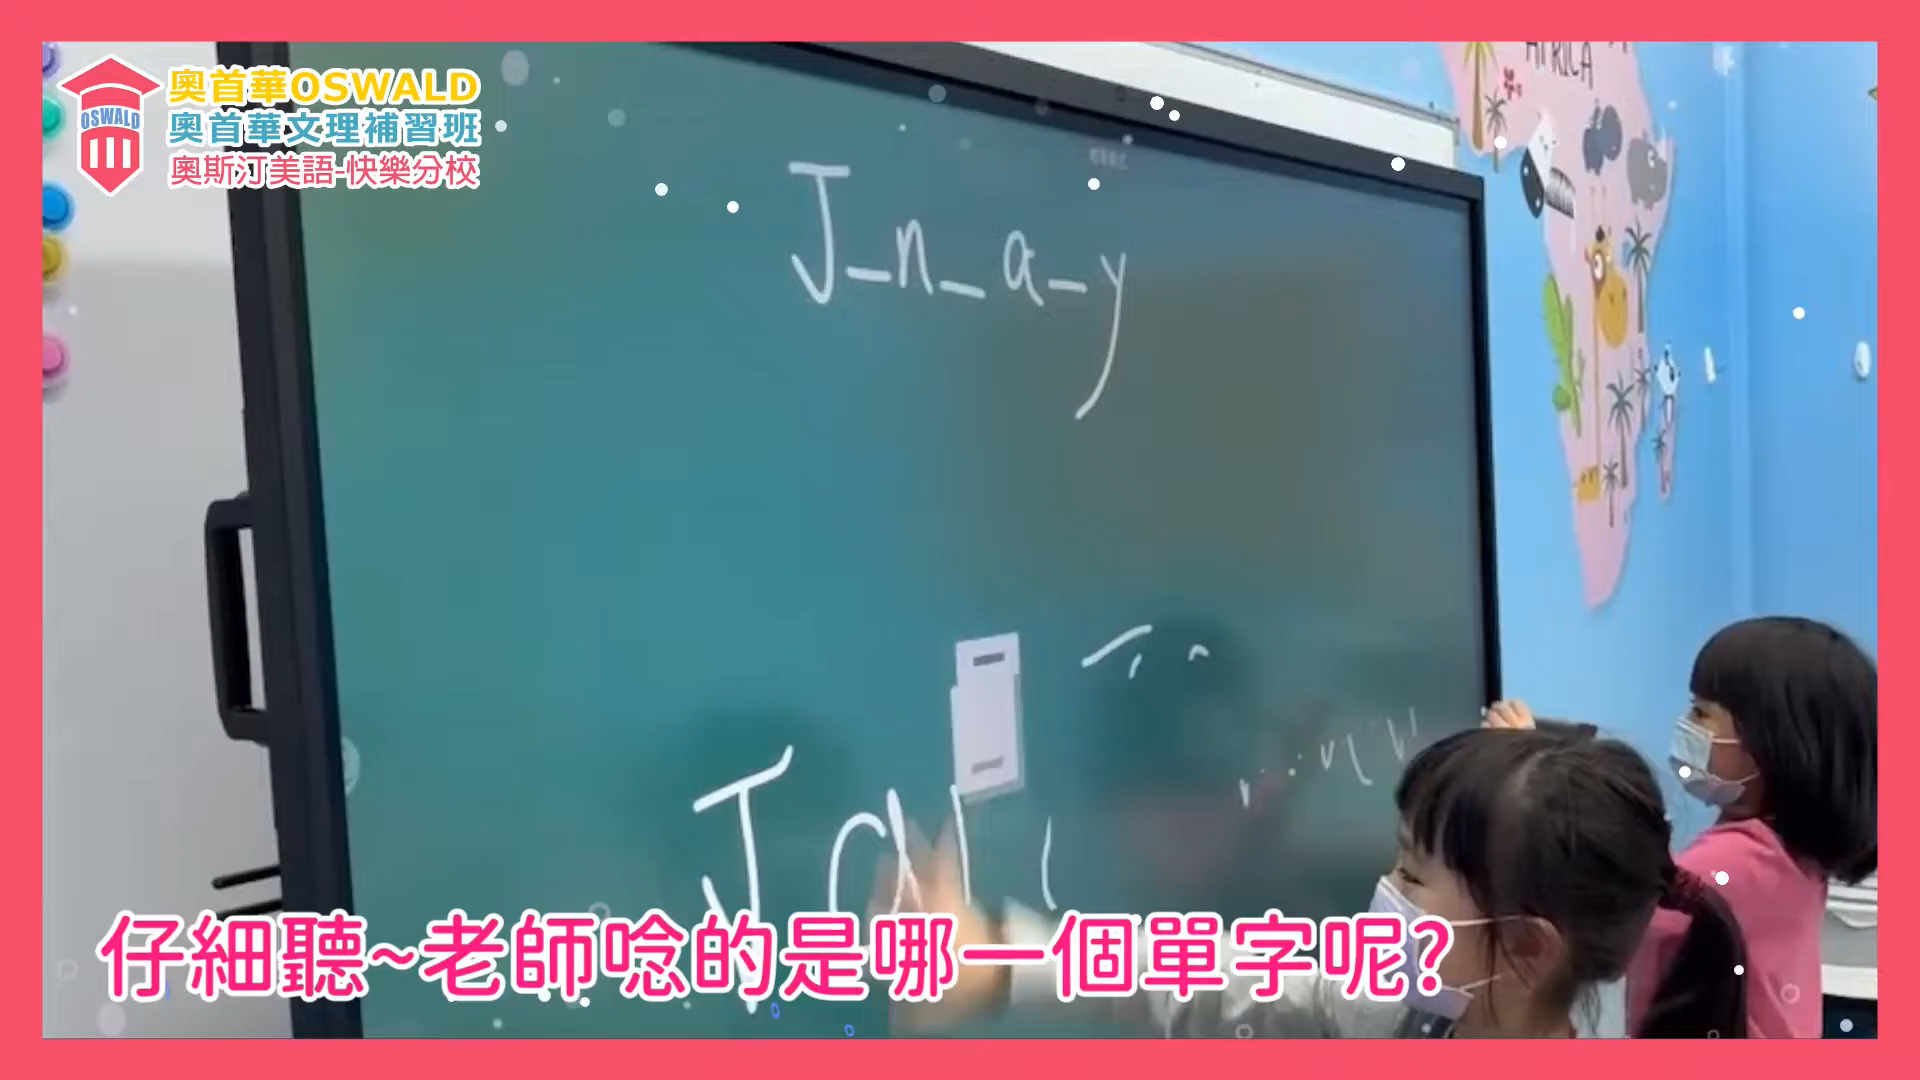 奧首華OSWALD
奧首華文理補習班
奧斯汀美語-快樂分校
OSWALD
AFRICA
J_n_a_y
Jan
仔細聽~老師唸的是哪一個單字呢?